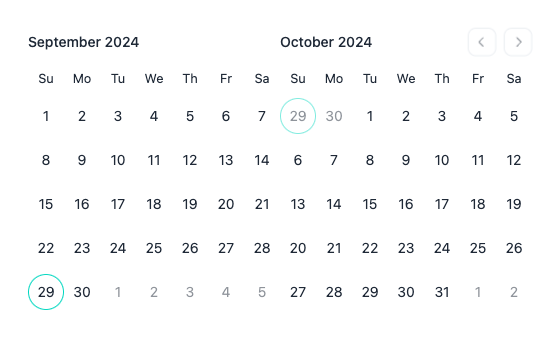 September 2024
Su Mo Tu We Th Fr Sa
1 2 3 4 5 6 7
8 9 10 11 12 13 14
15 16 17 18 19 20 21
22 23 24 25 26 27 28
29 30 1 2 3 4 5
October 2024
Su Mo Tu We Th Fr Sa
29 30 1 2 3 4 5
6 7 8 9 10 11 12
13 14 15 16 17 18 19
20 21 22 23 24 25 26
27 28 29 30 31 1 2